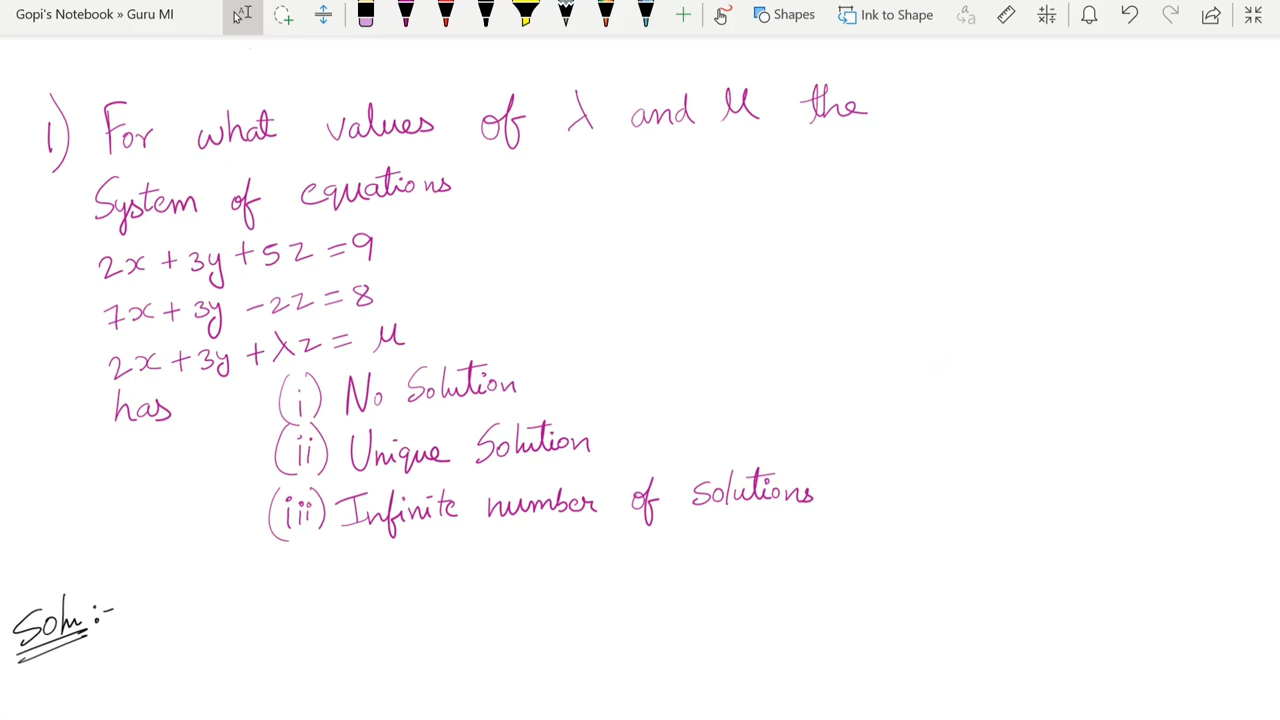 Gopi's Notebook » Guru MI
Shapes
Ink to Shape
1) For what values of λ and μ the
System of equations
2x + 3y + 5z = 9
7x + 3y - 2z = 8
2x + 3y + λz = μ
has (i) No Solution
(ii) Unique Solution
(iii) Infinite number of solutions
Soln :-